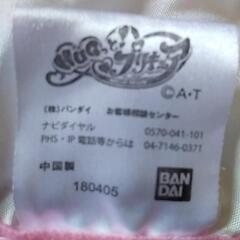 HUGっと!プリキュア
©A・T
(株)バンダイ お客様相談センター
ナビダイヤル 0570-041-101
PHS・IP電話等からは 04-7146-0371
中国製
180405
BAN
DAI